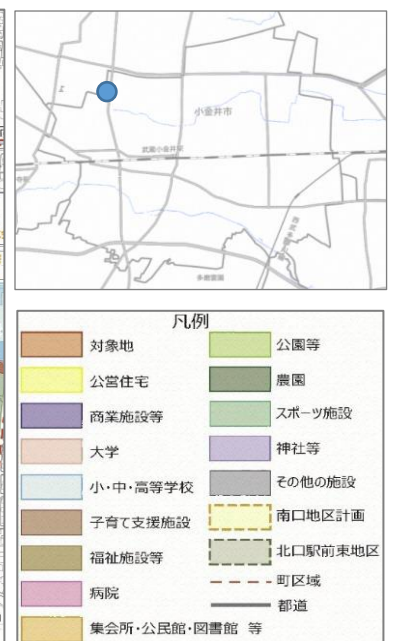 小金井市
武蔵小金井駅
多磨霊園
凡例
対象地
公営住宅
商業施設等
大学
小・中・高等学校
子育て支援施設
福祉施設等
病院
集会所・公民館・図書館 等
公園等
農園
スポーツ施設
神社等
その他の施設
南口地区計画
北口駅前東地区
町区域
都道